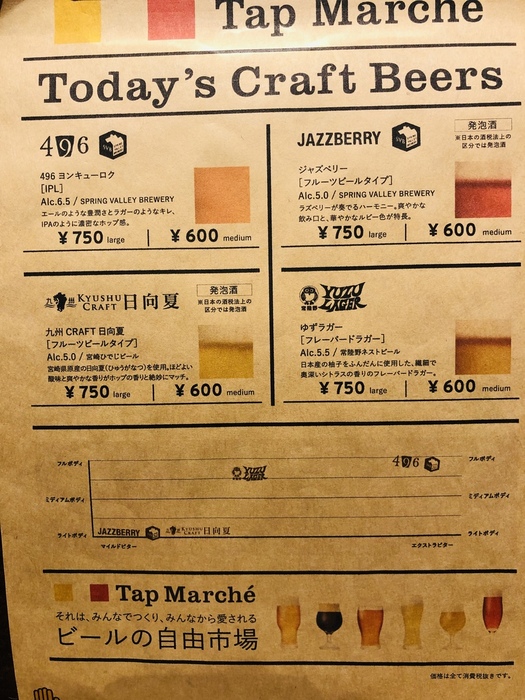 Tap Marché
Today's Craft Beers
496
496 ヨンキューロク
[IPL]
Alc.6.5 / SPRING VALLEY BREWERY
エールのような豊潤さとラガーのようなキレ、
IPAのように濃密なホップ感。
¥750 large | ¥600 medium
JAZZBERRY
発泡酒
※日本の酒税法上の
区分では発泡酒
ジャズベリー
[フルーツビールタイプ]
Alc.5.0 / SPRING VALLEY BREWERY
ラズベリーが奏でるハーモニー。爽やかな
飲み口と、華やかなルビー色が特長。
¥750 large | ¥600 medium
九州 KYUSHU CRAFT 日向夏
発泡酒
※日本の酒税法上の
区分では発泡酒
九州 CRAFT 日向夏
[フルーツビールタイプ]
Alc.5.0 / 宮崎ひでじビール
宮崎県原産の日向夏(ひゅうがなつ)を使用。ほどよい
酸味と爽やかな香りがホップの香りと絶妙にマッチ。
¥750 large | ¥600 medium
常陸野 YUZU LAGER
ゆずラガー
[フレーバードラガー]
Alc.5.5 / 常陸野ネストビール
日本産の柚子をふんだんに使用した、繊細で
奥深いシトラスの香りのフレーバードラガー。
¥750 large | ¥600 medium
フルボディ 496 フルボディ
YUZU LAGER
ミディアムボディ ミディアムボディ
ライトボディ JAZZBERRY 九州 KYUSHU CRAFT 日向夏 ライトボディ
マイルドビター エクストラビター
Tap Marché
それは、みんなでつくり、みんなから愛される
ビールの自由市場
価格は全て消費税抜きです。